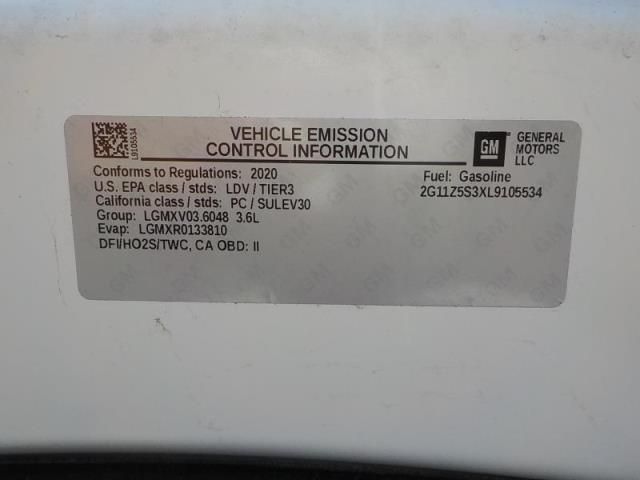 L9105534
VEHICLE EMISSION
CONTROL INFORMATION
GM
GENERAL
MOTORS
LLC
Conforms to Regulations: 2020
U.S. EPA class / stds: LDV / TIER3
California class / stds: PC / SULEV30
Group: LGMXV03.6048 3.6L
Evap: LGMXR0133810
DFI/HO2S/TWC, CA OBD: II
Fuel: Gasoline
2G11Z5S3XL9105534